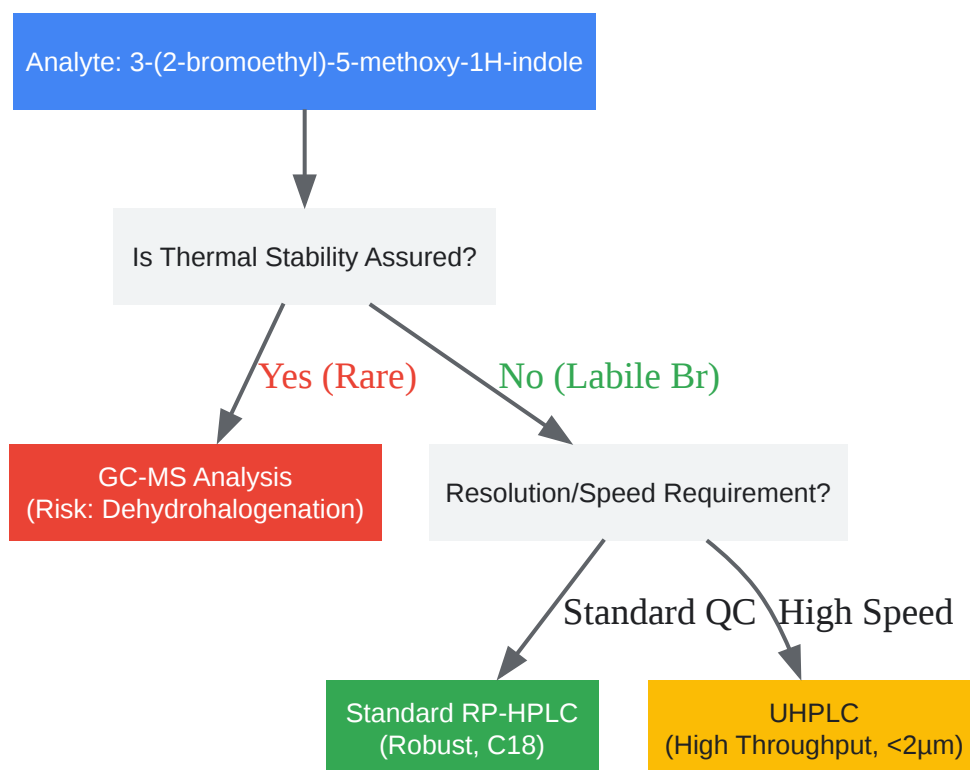 Analyte: 3-(2-bromoethyl)-5-methoxy-1H-indole
Is Thermal Stability Assured?
Yes (Rare)
No (Labile Br)
GC-MS Analysis
(Risk: Dehydrohalogenation)
Resolution/Speed Requirement?
Standard QC
High Speed
Standard RP-HPLC
(Robust, C18)
UHPLC
(High Throughput, <2µm)